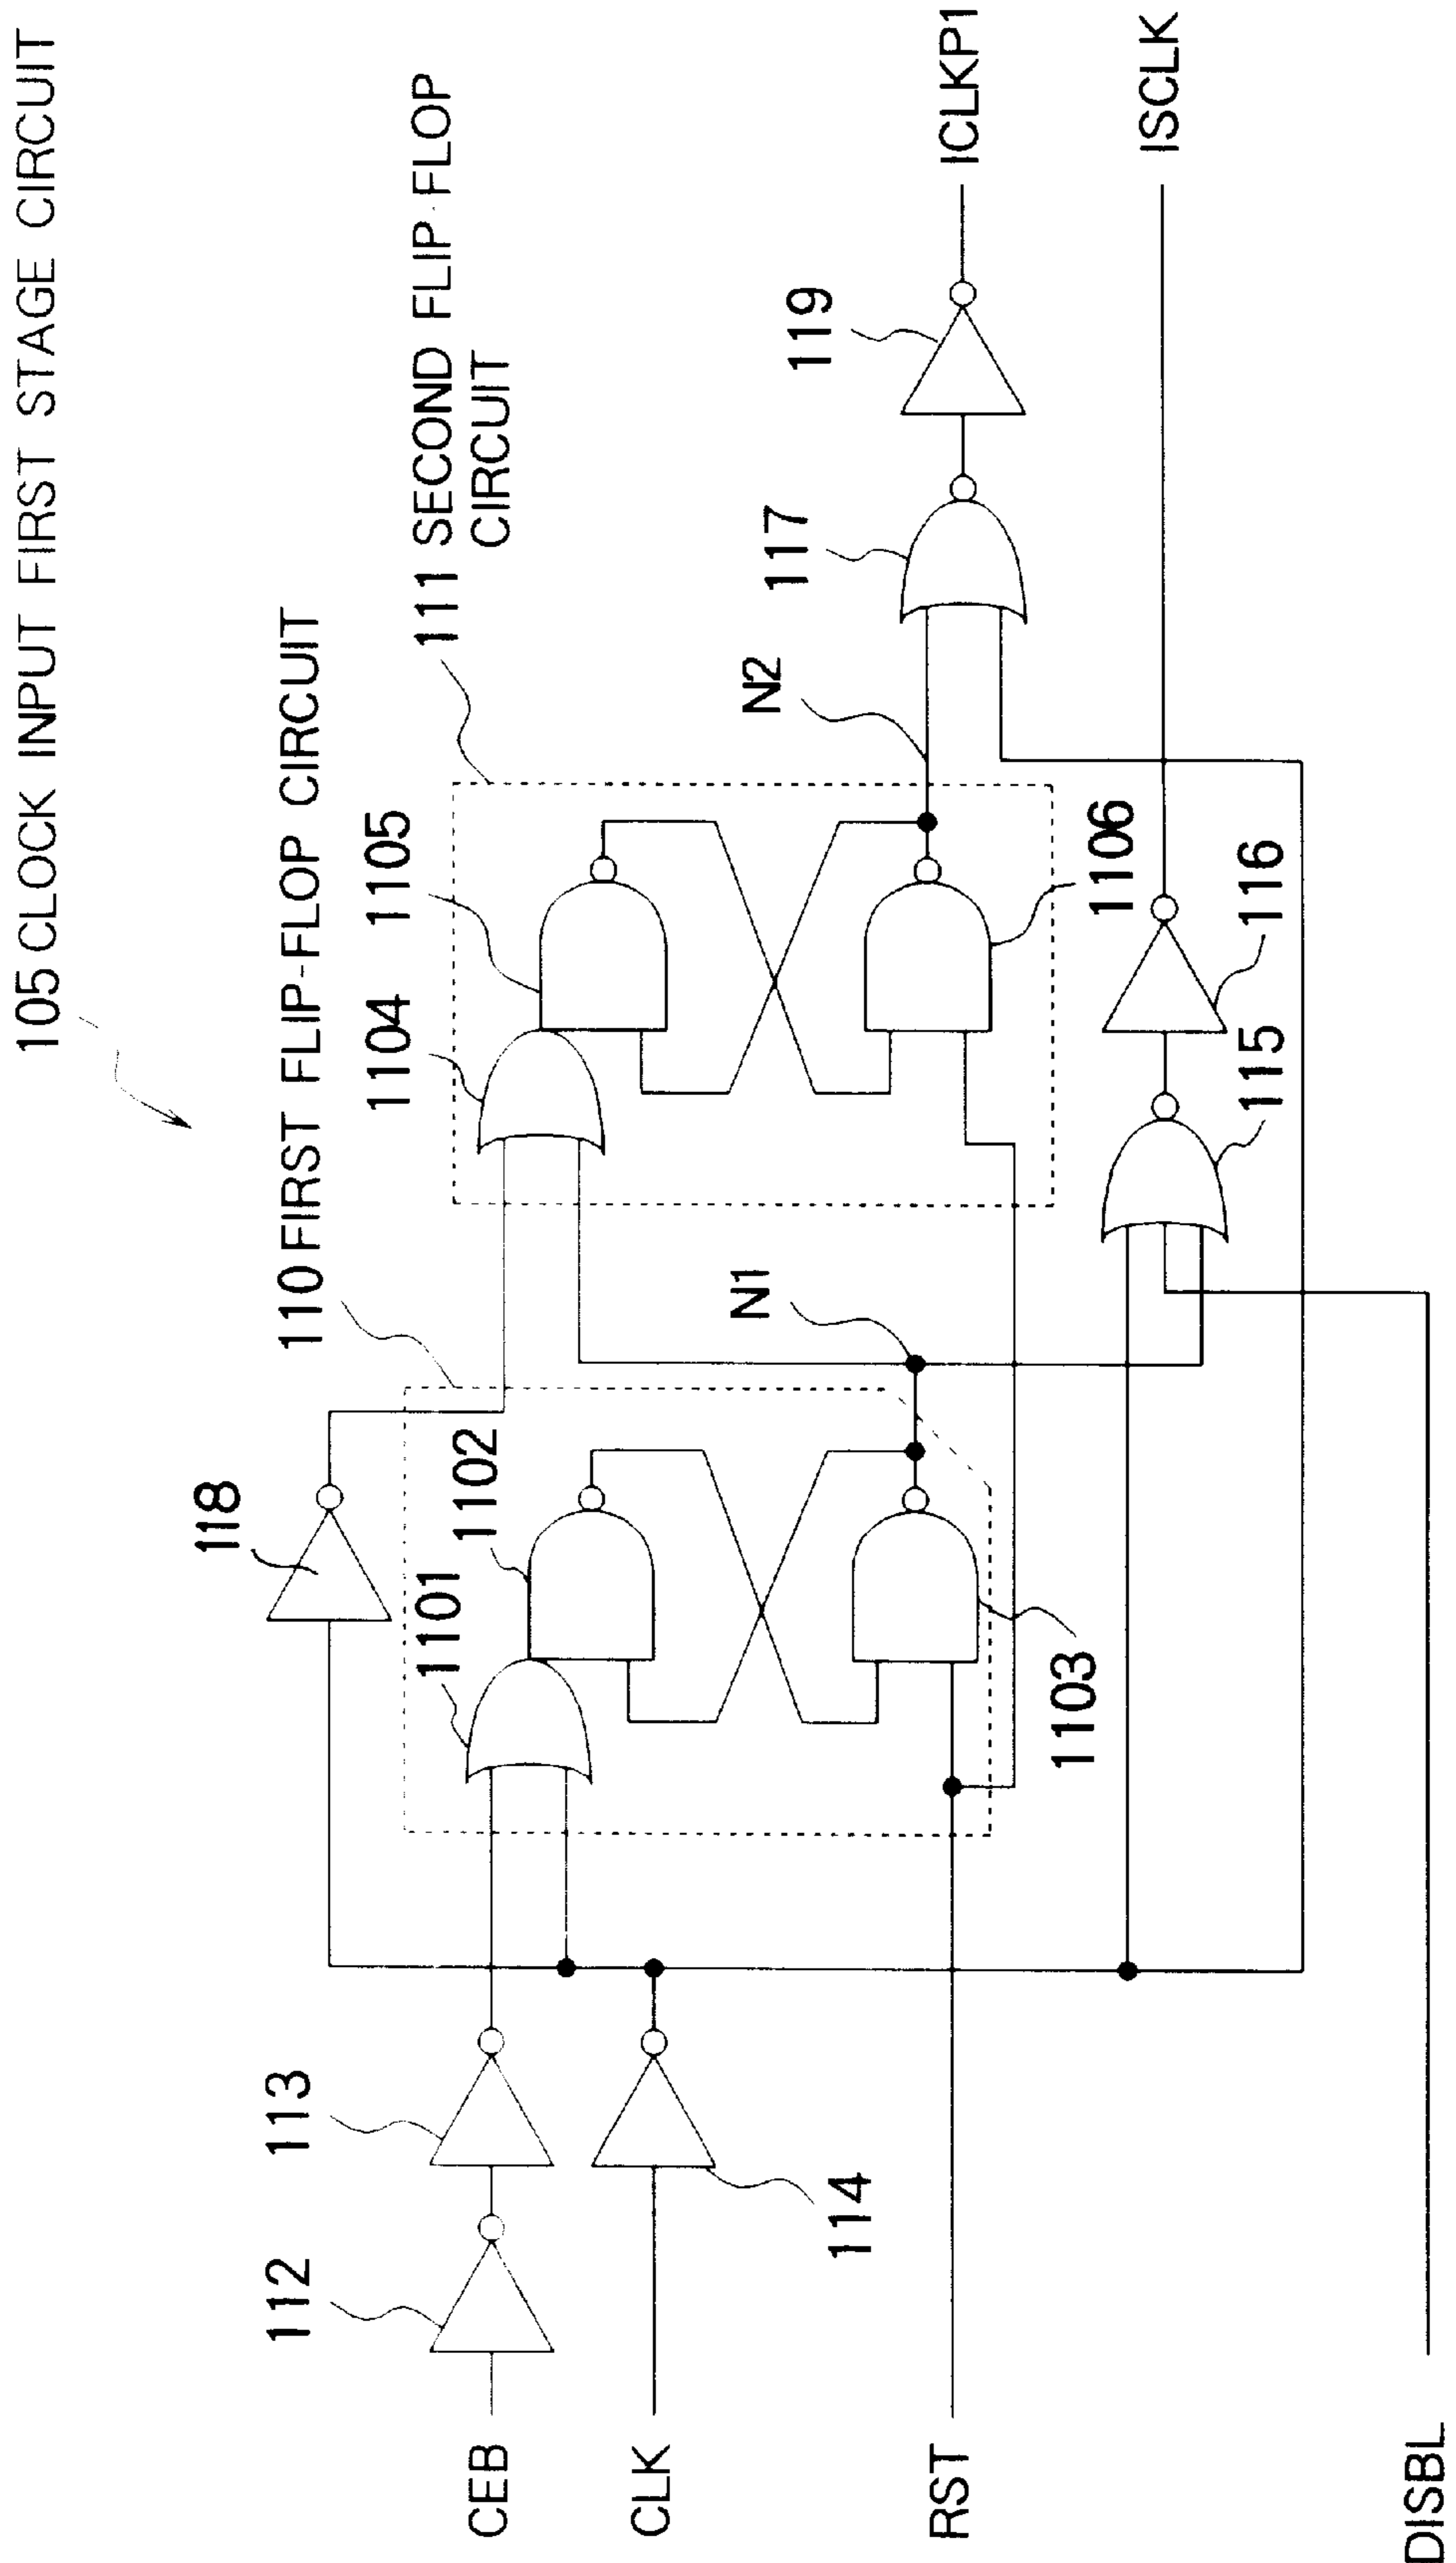 105 CLOCK INPUT FIRST STAGE CIRCUIT
110 FIRST FLIP-FLOP CIRCUIT
111 SECOND FLIP-FLOP
CIRCUIT
118
112
113
1101
1102
1104
1105
CEB
CLK
114
N1
N2
117
119
ICLKP1
RST
1103
1106
115
116
ISCLK
DISBL